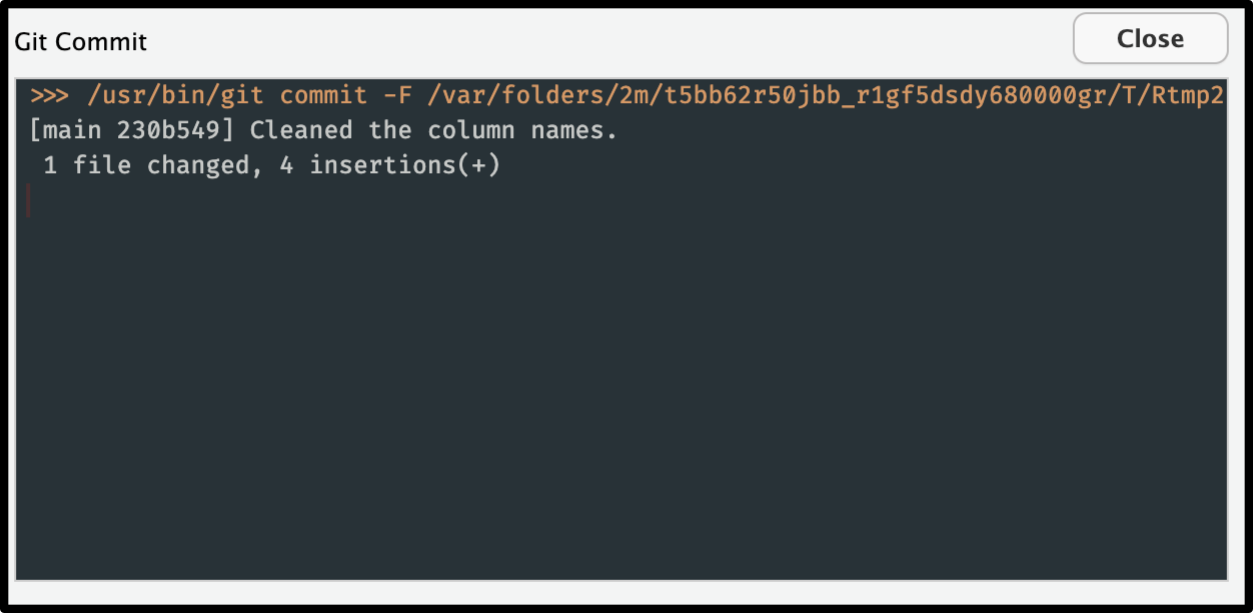 Git Commit
Close
>>> /usr/bin/git commit -F /var/folders/2m/t5bb62r50jbb_r1gf5dsdy680000gr/T/Rtmp2
[main 230b549] Cleaned the column names.
 1 file changed, 4 insertions(+)